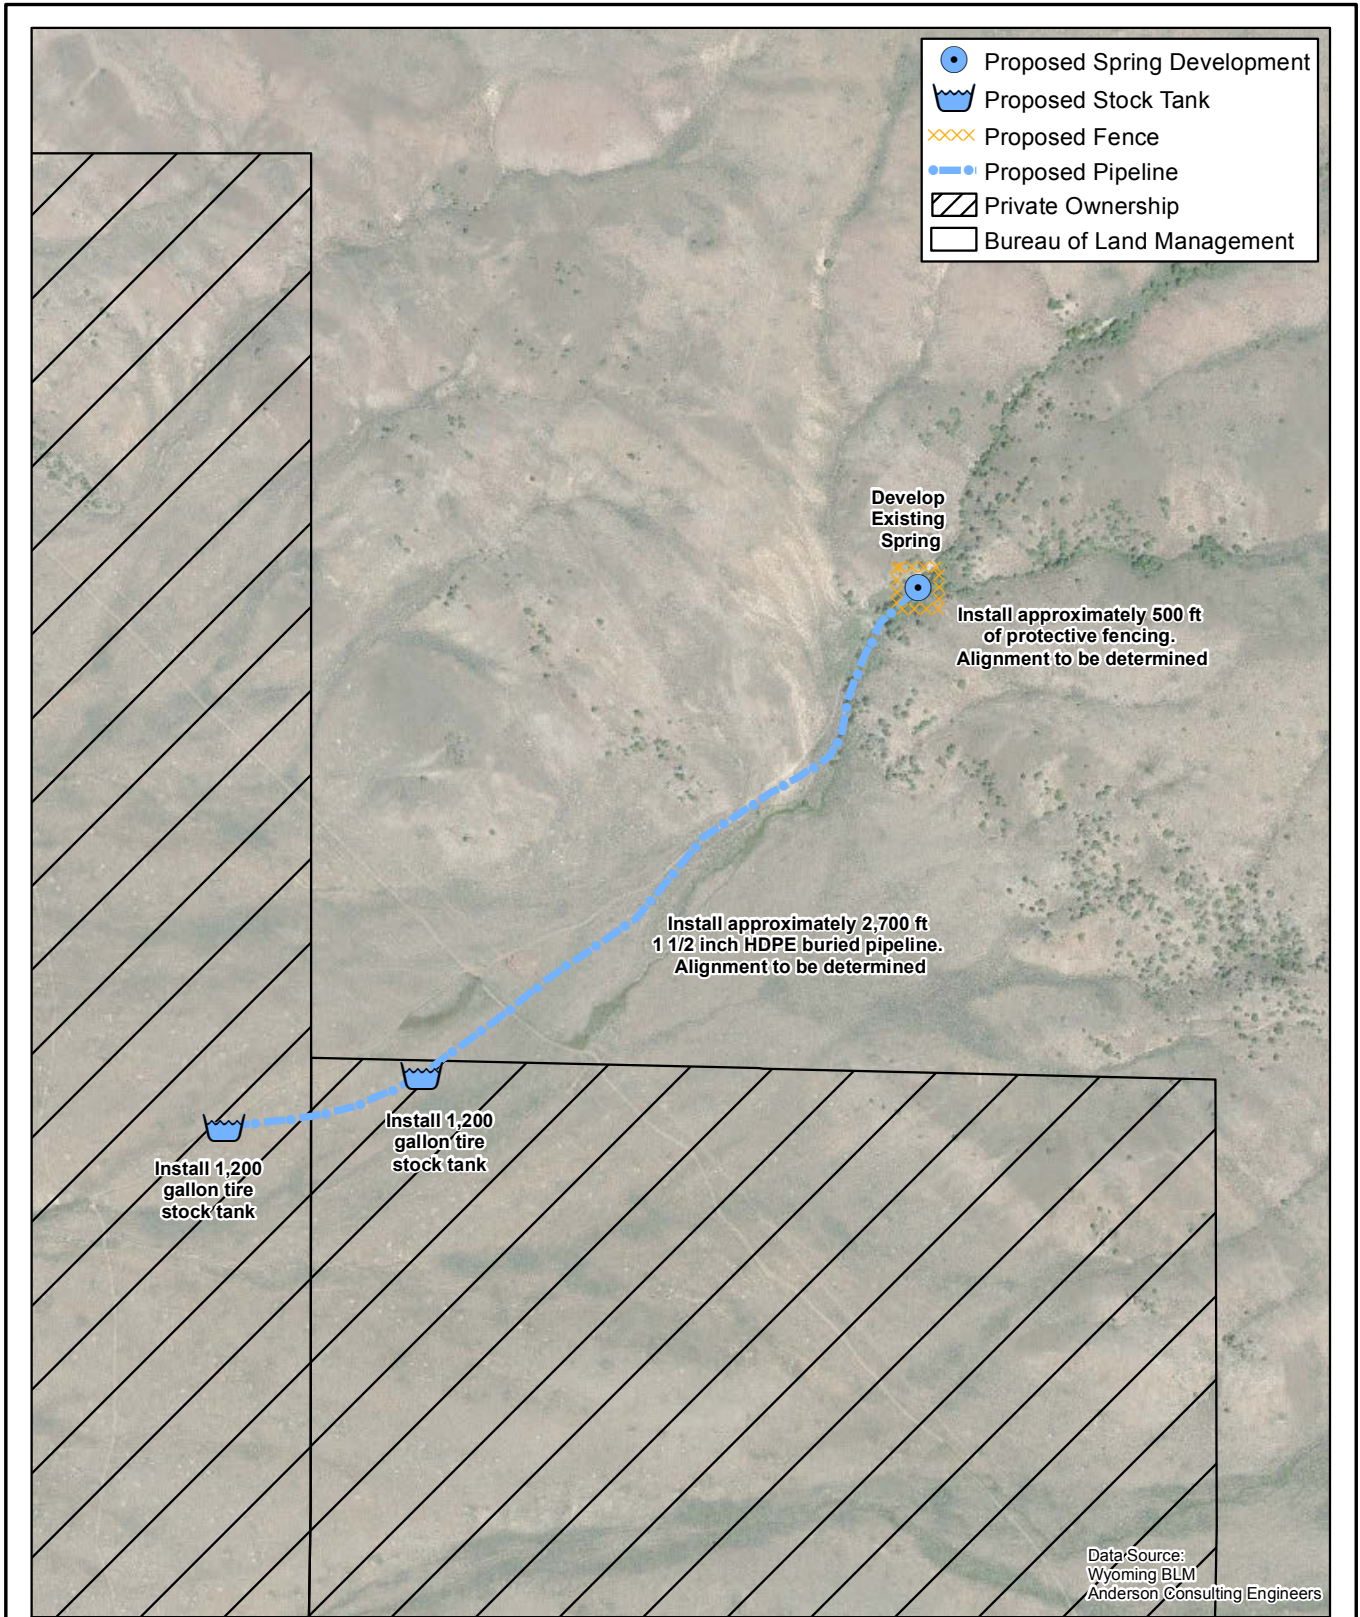 Proposed Spring Development
Proposed Stock Tank
Proposed Fence
Proposed Pipeline
Private Ownership
Bureau of Land Management
Develop
Existing
Spring
Install approximately 500 ft
of protective fencing.
Alignment to be determined
Install approximately 2,700 ft
1 1/2 inch HDPE buried pipeline.
Alignment to be determined
Install 1,200
gallon tire
stock tank
Install 1,200
gallon tire
stock tank
Data Source:
Wyoming BLM
Anderson Consulting Engineers